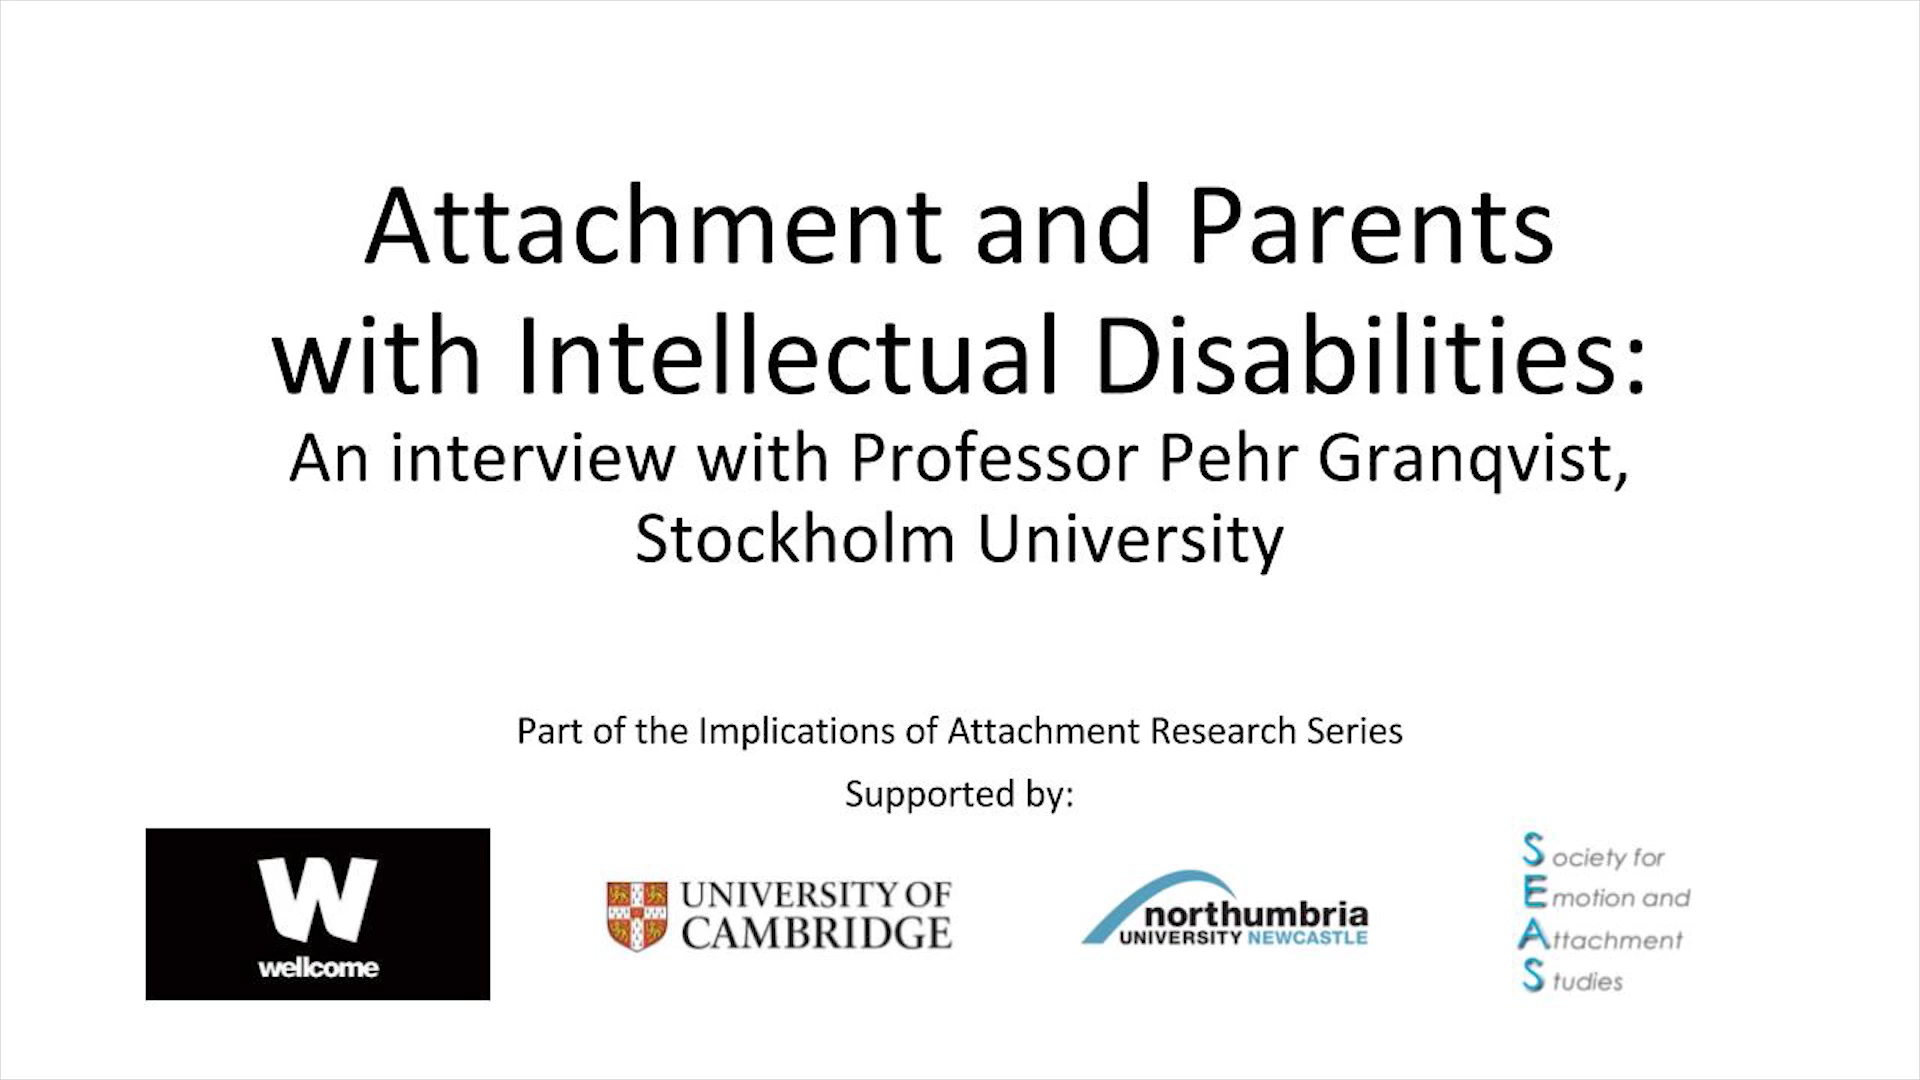 Attachment and Parents
with Intellectual Disabilities:
An interview with Professor Pehr Granqvist,
Stockholm University
Part of the Implications of Attachment Research Series
Supported by:
W
wellcome
UNIVERSITY OF
CAMBRIDGE
northumbria
UNIVERSITY NEWCASTLE
Society for
Emotion and
Attachment
Studies